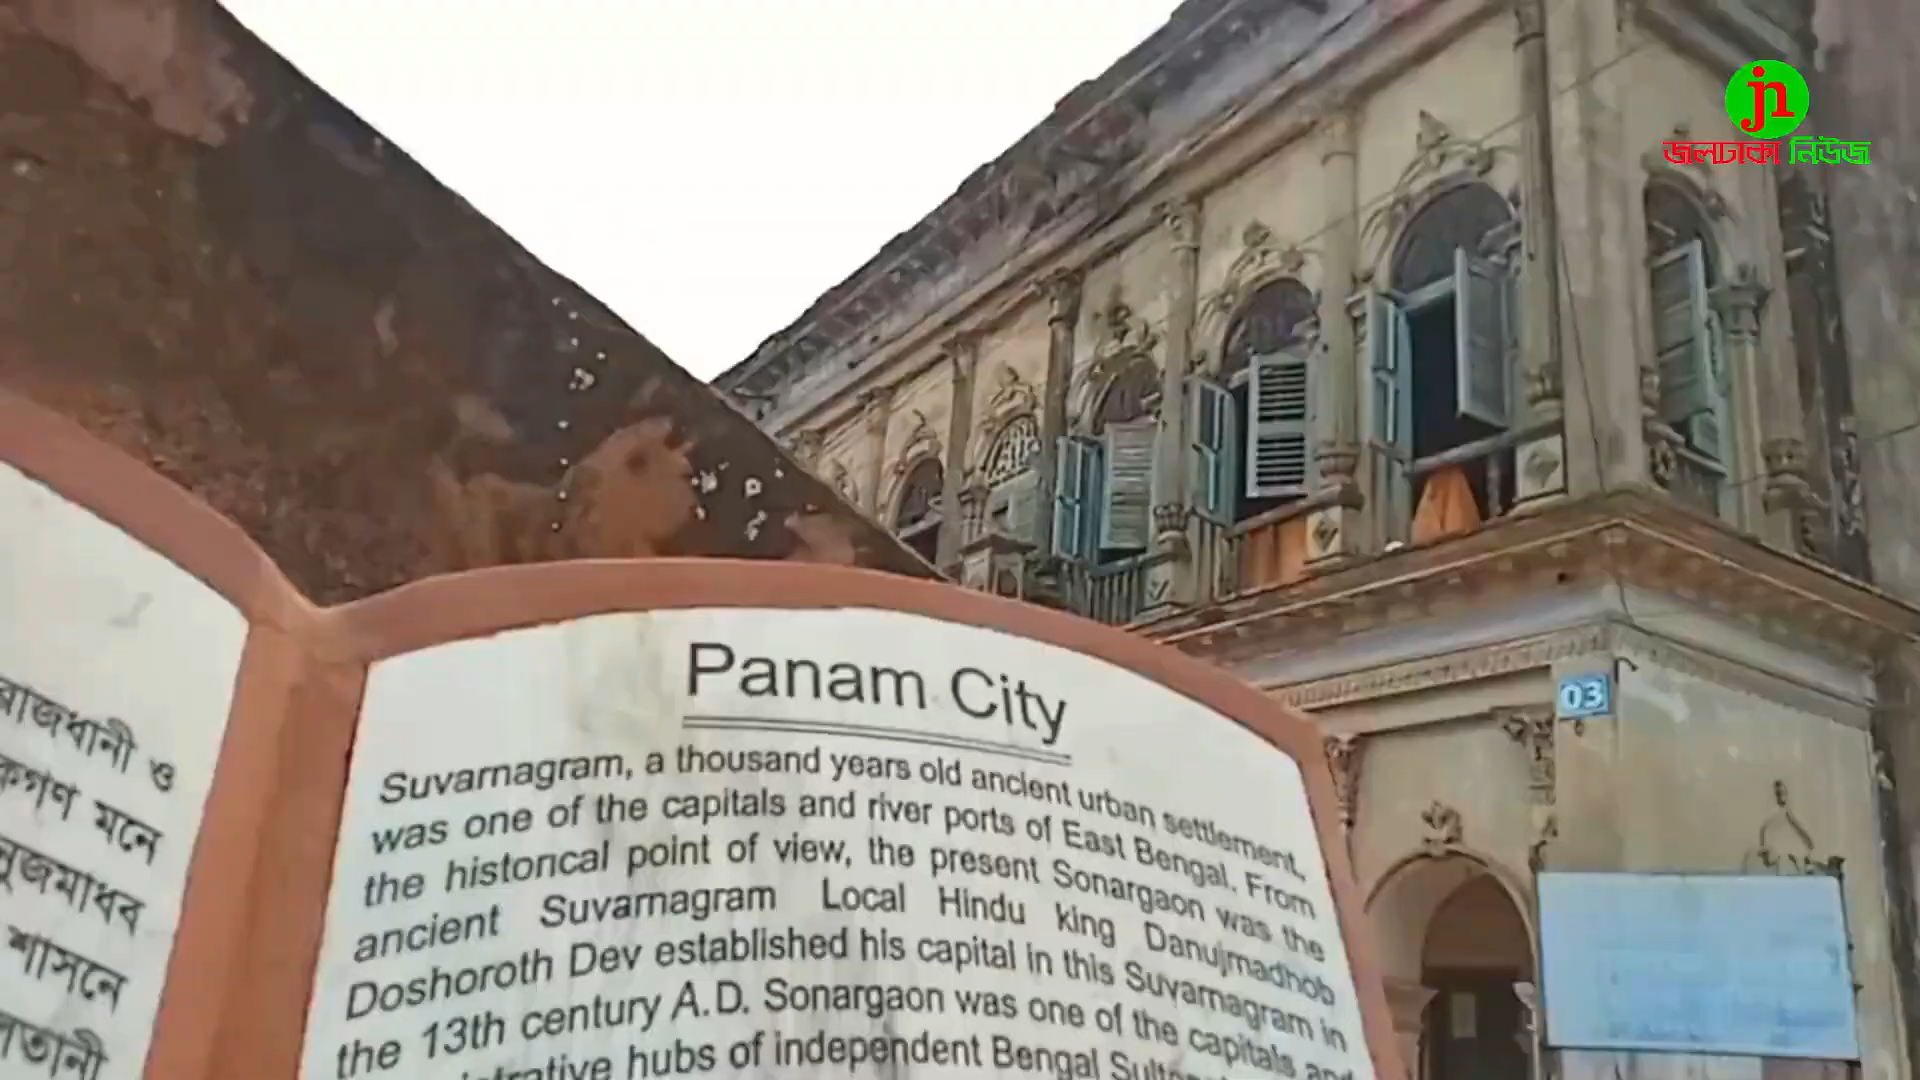 jn
জলঢাকা নিউজ
রাজধানী ও
মনে
শাসনে
Panam City
Suvarnagram, a thousand years old ancient urban settlement,
was one of the capitals and river ports of East Bengal. From
the historical point of view, the present Sonargaon was the
ancient Suvarnagram Local Hindu king Danujmadhob
Doshoroth Dev established his capital in this Suvarnagram in
the 13th century A.D. Sonargaon was one of the capitals and
hubs of independent Bengal
03